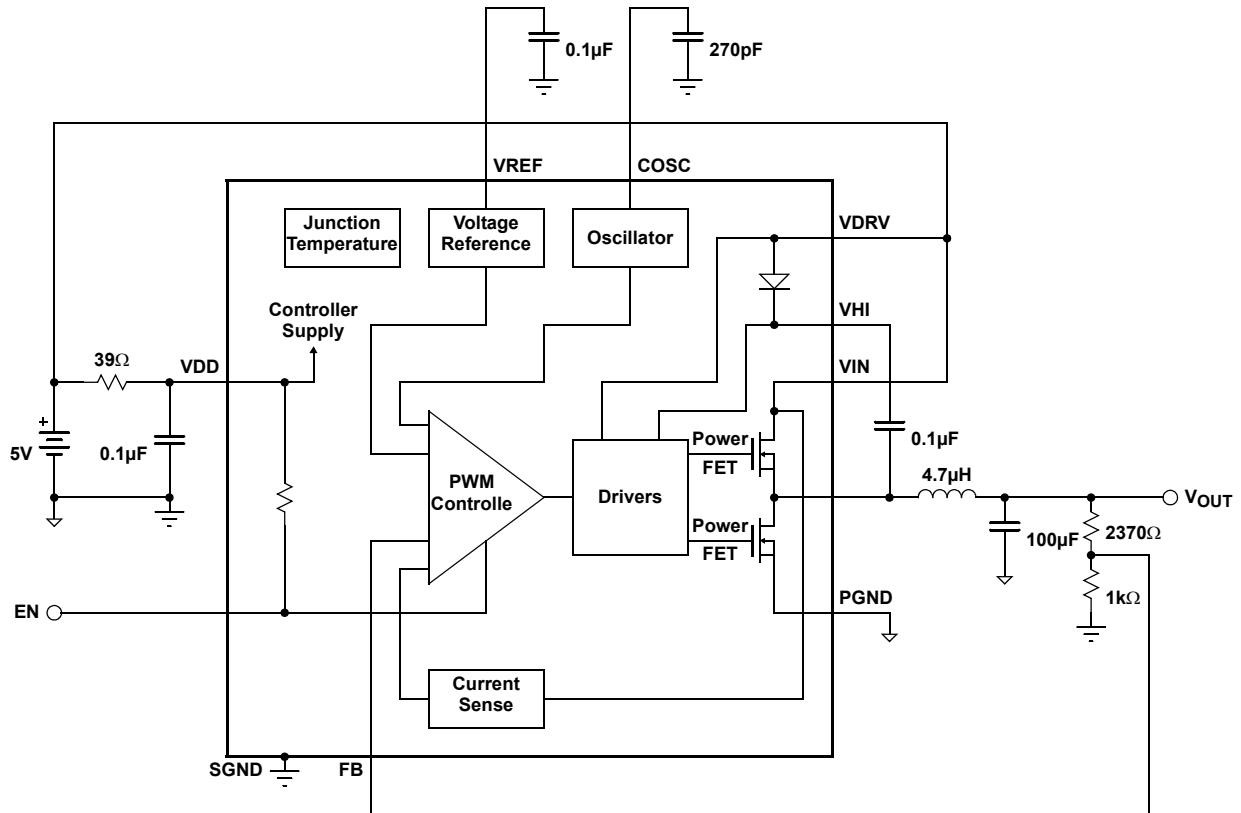 0.1µF
270pF
VREF
COSC
Junction
Temperature
Voltage
Reference
Oscillator
VDRV
Controller
Supply
VHI
39Ω
VDD
VIN
+
5V
0.1µF
PWM
Controlle
Drivers
Power
FET
Power
FET
0.1µF
4.7µH
VOUT
100µF
2370Ω
1kΩ
EN
PGND
Current
Sense
SGND
FB